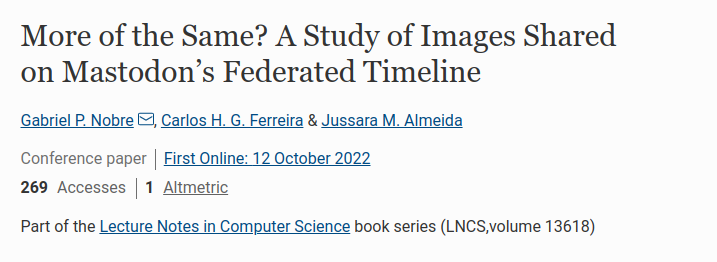 More of the Same? A Study of Images Shared
on Mastodon’s Federated Timeline
Gabriel P. Nobre, Carlos H. G. Ferreira & Jussara M. Almeida
Conference paper | First Online: 12 October 2022
269 Accesses | 1 Altmetric
Part of the Lecture Notes in Computer Science book series (LNCS,volume 13618)